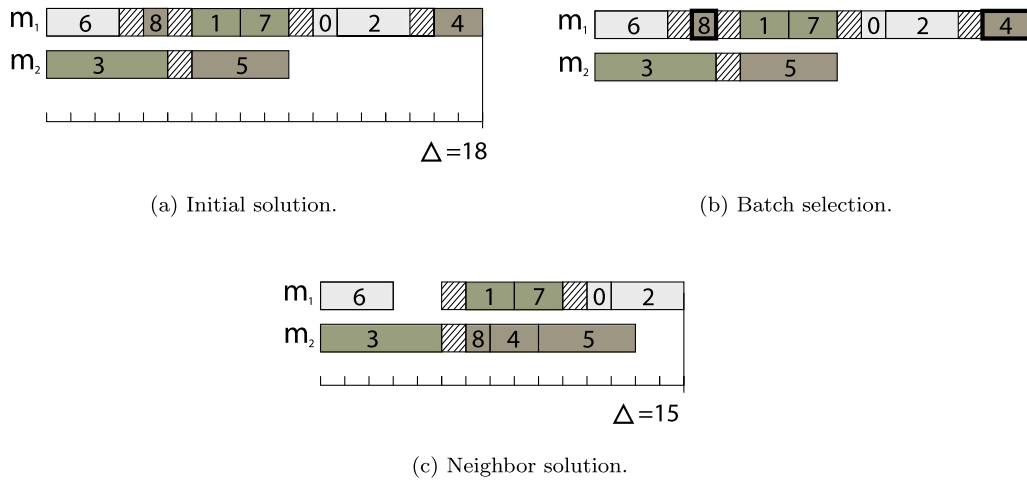 m₁ 6 8 1 7 0 2 4
m₂ 3 5
Δ=18
(a) Initial solution.
m₁ 6 8 1 7 0 2 4
m₂ 3 5
(b) Batch selection.
m₁ 6 1 7 0 2
m₂ 3 8 4 5
Δ=15
(c) Neighbor solution.